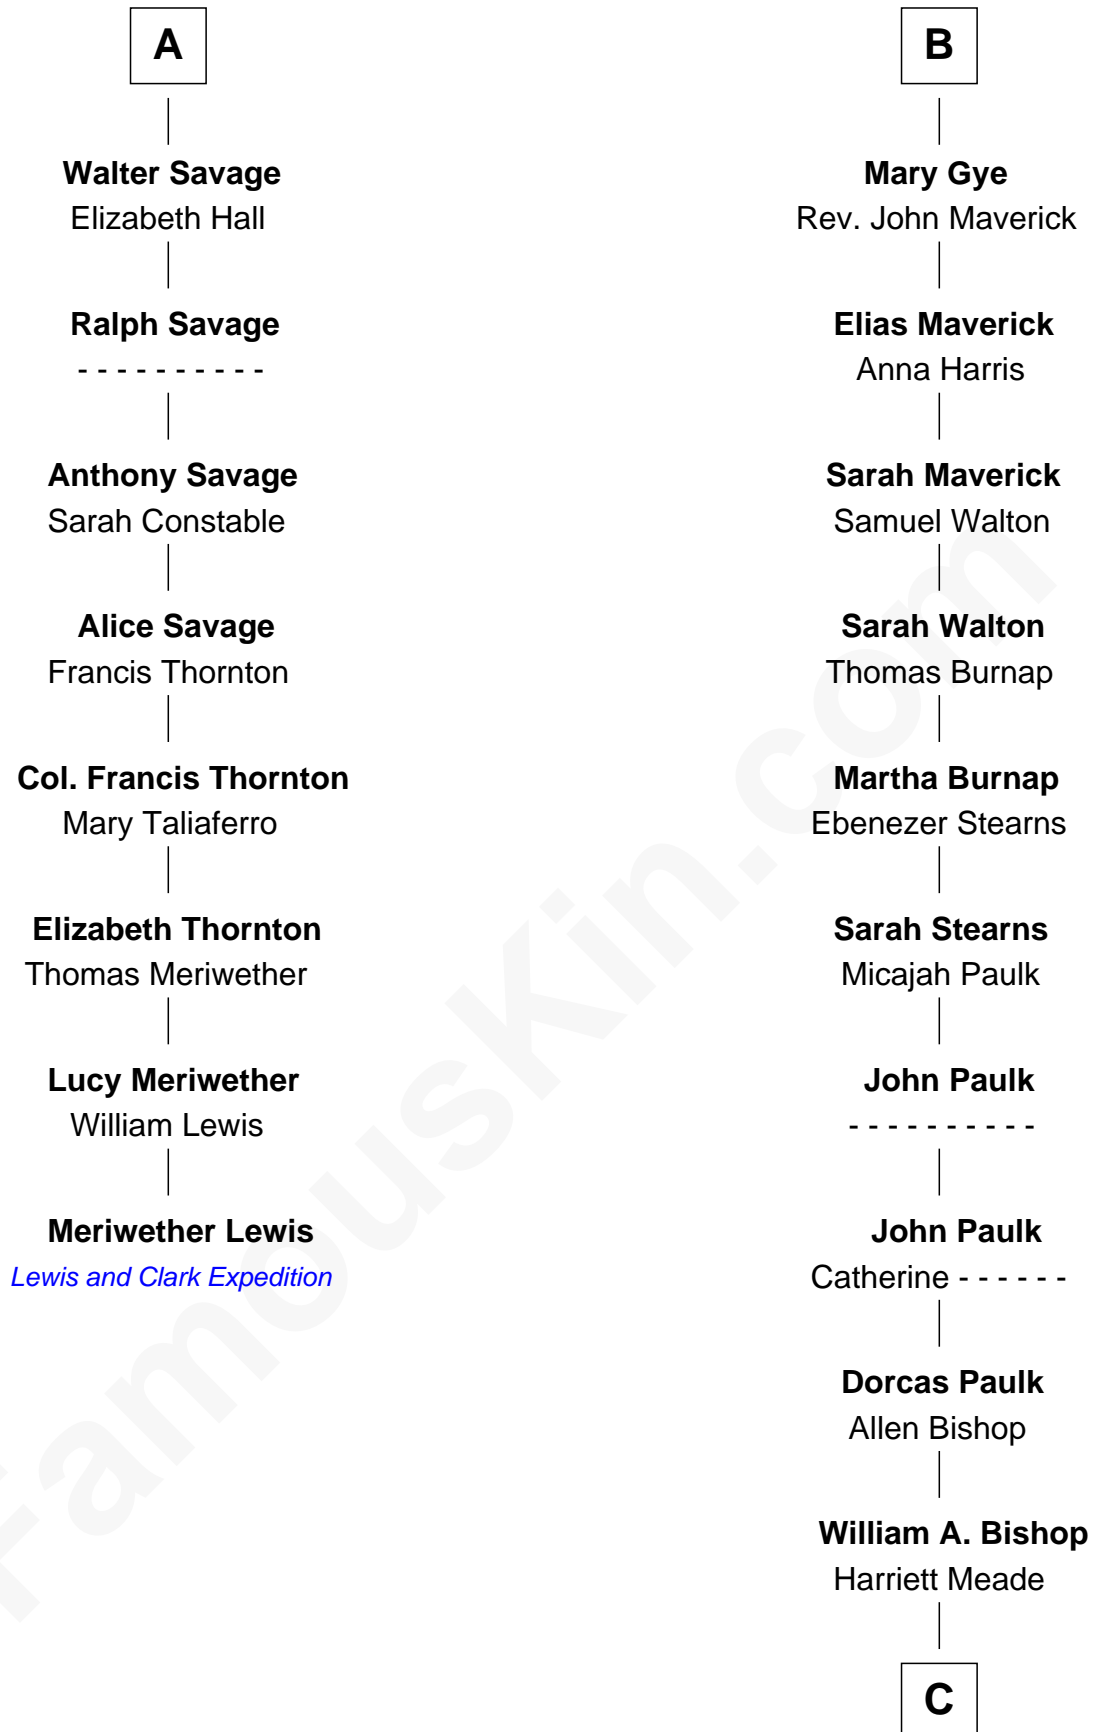 A
Walter Savage
Elizabeth Hall
Ralph Savage
- - - - - - - - - -
Anthony Savage
Sarah Constable
Alice Savage
Francis Thornton
Col. Francis Thornton
Mary Taliaferro
Elizabeth Thornton
Thomas Meriwether
Lucy Meriwether
William Lewis
Meriwether Lewis
Lewis and Clark Expedition
B
Mary Gye
Rev. John Maverick
Elias Maverick
Anna Harris
Sarah Maverick
Samuel Walton
Sarah Walton
Thomas Burnap
Martha Burnap
Ebenezer Stearns
Sarah Stearns
Micajah Paulk
John Paulk
- - - - - - - - - -
John Paulk
Catherine - - - - - -
Dorcas Paulk
Allen Bishop
William A. Bishop
Harriett Meade
C
FamousKin.com